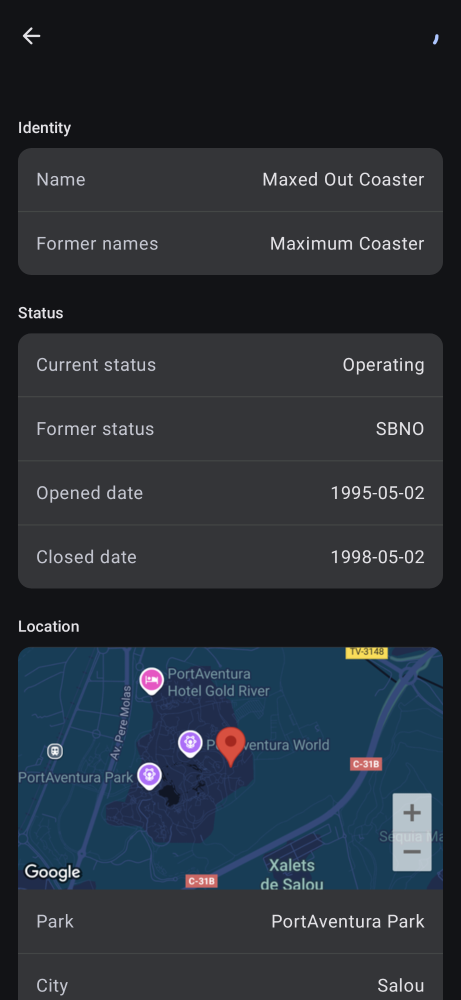 Identity
Name Maxed Out Coaster
Former names Maximum Coaster
Status
Current status Operating
Former status SBNO
Opened date 1995-05-02
Closed date 1998-05-02
Location
TV-3148
PortAventura
Hotel Gold River
Av. Pere Molas
PortAventura World
C-31B
PortAventura Park
Séquia Ma
Google
C-31B
Xalets
de Salou
Park PortAventura Park
City Salou